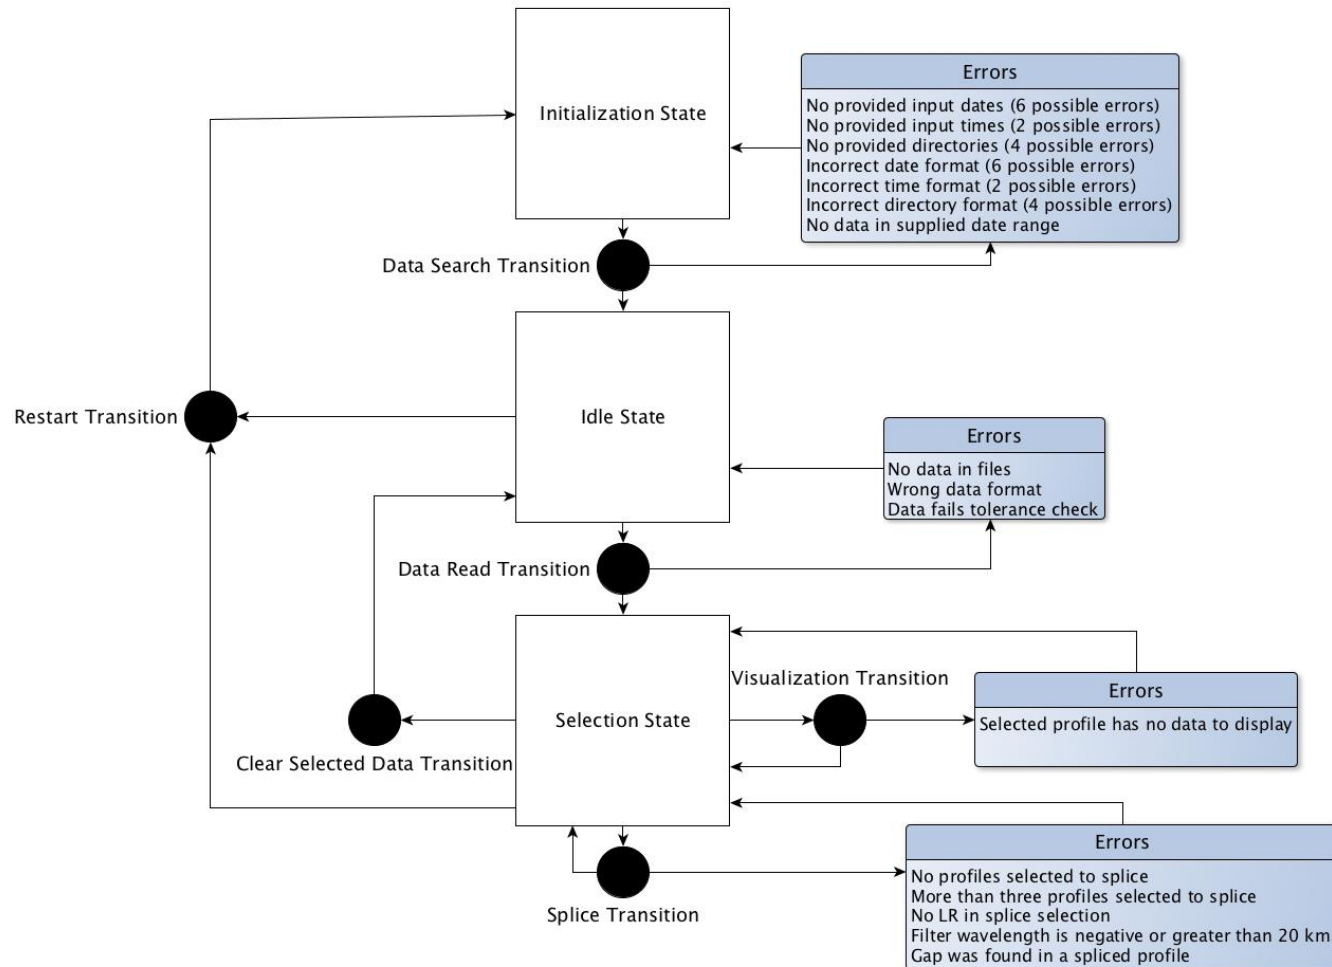 Initialization State
Errors
No provided input dates (6 possible errors)
No provided input times (2 possible errors)
No provided directories (4 possible errors)
Incorrect date format (6 possible errors)
Incorrect time format (2 possible errors)
Incorrect directory format (4 possible errors)
No data in supplied date range
Data Search Transition
Restart Transition
Idle State
Errors
No data in files
Wrong data format
Data fails tolerance check
Data Read Transition
Visualization Transition
Selection State
Errors
Selected profile has no data to display
Clear Selected Data Transition
Splice Transition
Errors
No profiles selected to splice
More than three profiles selected to splice
No LR in splice selection
Filter wavelength is negative or greater than 20 km
Gap was found in a spliced profile